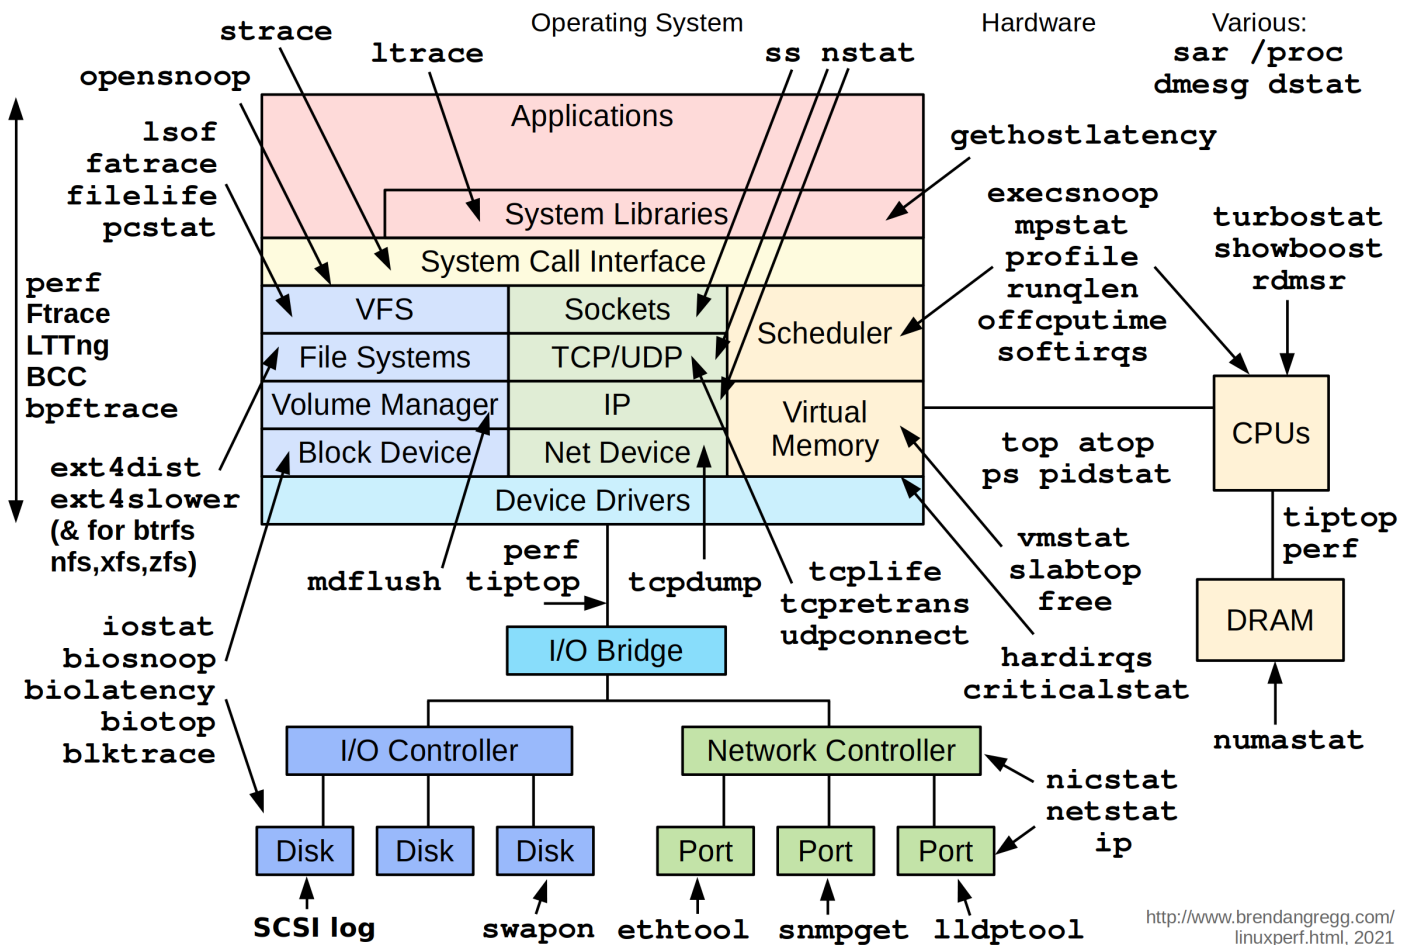 Operating System
Hardware
Various:
strace
ltrace
ss nstat
sar /proc
dmesg dstat
opensnoop
Applications
lsof
fatrace
filelife
pcstat
gethostlatency
System Libraries
execsnoop
mpstat
profile
runqlen
offcputime
softirqs
turbostat
showboost
rdmsr
System Call Interface
perf
Ftrace
LTTng
BCC
bpftrace
VFS
Sockets
Scheduler
File Systems
TCP/UDP
Volume Manager
IP
Virtual
Memory
Block Device
Net Device
Device Drivers
CPUs
top atop
ps pidstat
ext4dist
ext4slower
(& for btrfs
nfs,xfs,zfs)
tiptop
perf
mdflush
perf
tiptop
tcpdump
tcplife
tcpretrans
udpconnect
vmstat
slabtop
free
DRAM
iostat
biosnoop
biolatency
biotop
blktrace
I/O Bridge
hardirqs
criticalstat
numastat
I/O Controller
Network Controller
nicstat
netstat
ip
Disk
Disk
Disk
Port
Port
Port
SCSI log
swapon
ethtool
snmpget
lldptool
http://www.brendangregg.com/
linuxperf.html, 2021